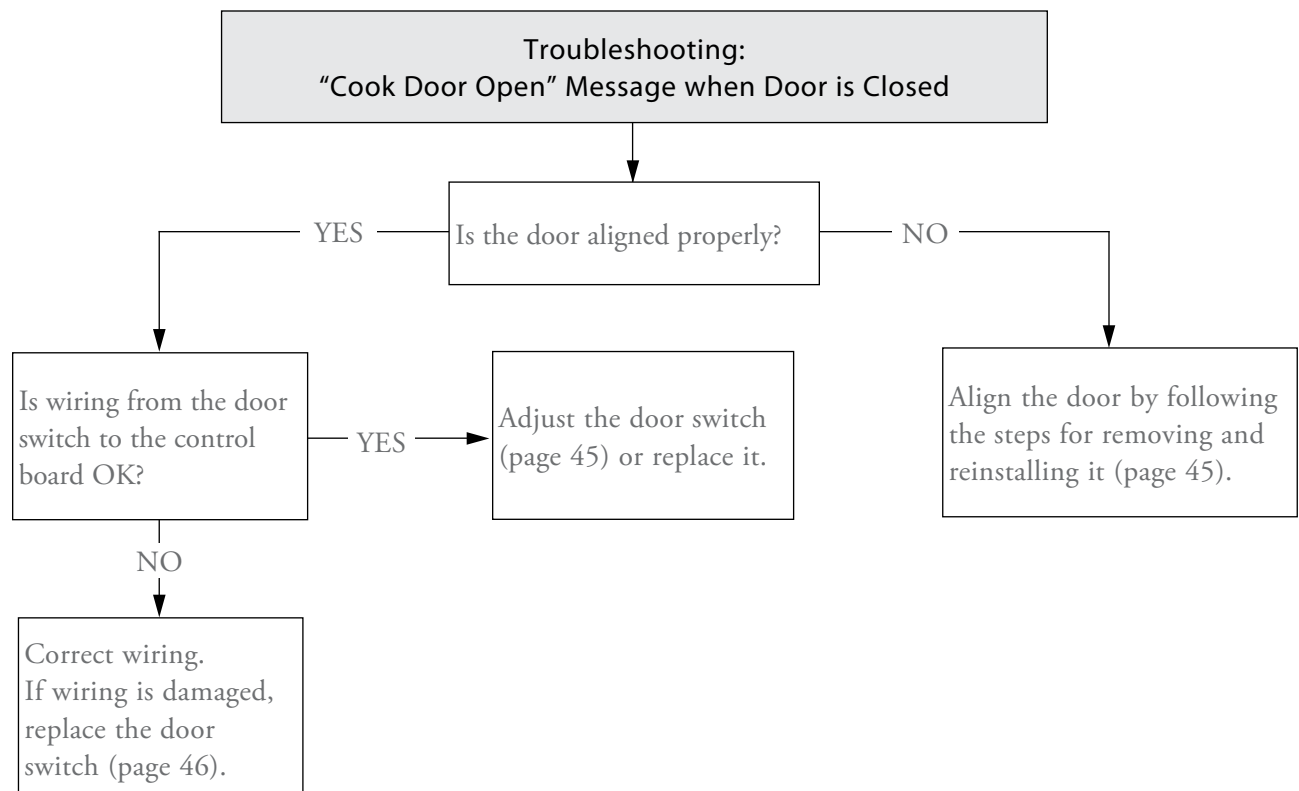 Troubleshooting:
“Cook Door Open” Message when Door is Closed
Is the door aligned properly?
YES
NO
Is wiring from the door
switch to the control
board OK?
YES
Adjust the door switch
(page 45) or replace it.
Align the door by following
the steps for removing and
reinstalling it (page 45).
NO
Correct wiring.
If wiring is damaged,
replace the door
switch (page 46).